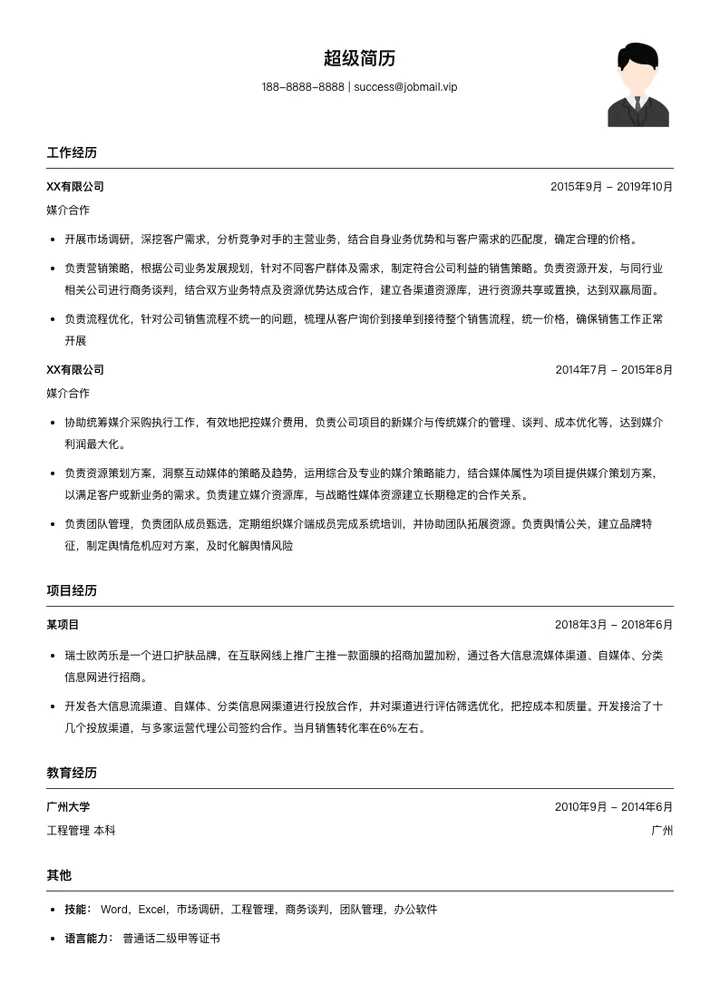 超级简历
188-8888-8888 | success@jobmail.vip
工作经历
XX有限公司 2015年9月 – 2019年10月
媒介合作
• 开展市场调研，深挖客户需求，分析竞争对手的主营业务，结合自身业务优势和与客户需求的匹配度，确定合理的价格。
• 负责营销策略，根据公司业务发展规划，针对不同客户群体及需求，制定符合公司利益的销售策略。负责资源开发，与同行业
相关公司进行商务谈判，结合双方业务特点及资源优势达成合作，建立各渠道资源库，进行资源共享或置换，达到双赢局面。
• 负责流程优化，针对公司销售流程不统一的问题，梳理从客户询价到接单到接待整个销售流程，统一价格，确保销售工作正常
开展
XX有限公司 2014年7月 – 2015年8月
媒介合作
• 协助统筹媒介采购执行工作，有效地把控媒介费用，负责公司项目的新媒介与传统媒介的管理、谈判、成本优化等，达到媒介
利润最大化。
• 负责资源策划方案，洞察互动媒体的策略及趋势，运用综合及专业的媒介策略能力，结合媒体属性为项目提供媒介策划方案，
以满足客户或新业务的需求。负责建立媒介资源库，与战略性媒体资源建立长期稳定的合作关系。
• 负责团队管理，负责团队成员甄选，定期组织媒介端成员完成系统培训，并协助团队拓展资源。负责舆情公关，建立品牌特
征，制定舆情危机应对方案，及时化解舆情风险
项目经历
某项目 2018年3月 – 2018年6月
• 瑞士欧芮乐是一个进口护肤品牌，在互联网线上推广主推一款面膜的招商加盟加粉，通过各大信息流媒体渠道、自媒体、分类
信息网进行招商。
• 开发各大信息流渠道、自媒体、分类信息网渠道进行投放合作，并对渠道进行评估筛选优化，把控成本和质量。开发接洽了十
几个投放渠道，与多家运营代理公司签约合作。当月销售转化率在6%左右。
教育经历
广州大学 2010年9月 – 2014年6月
工程管理 本科 广州
其他
• 技能： Word，Excel，市场调研，工程管理，商务谈判，团队管理，办公软件
• 语言能力： 普通话二级甲等证书